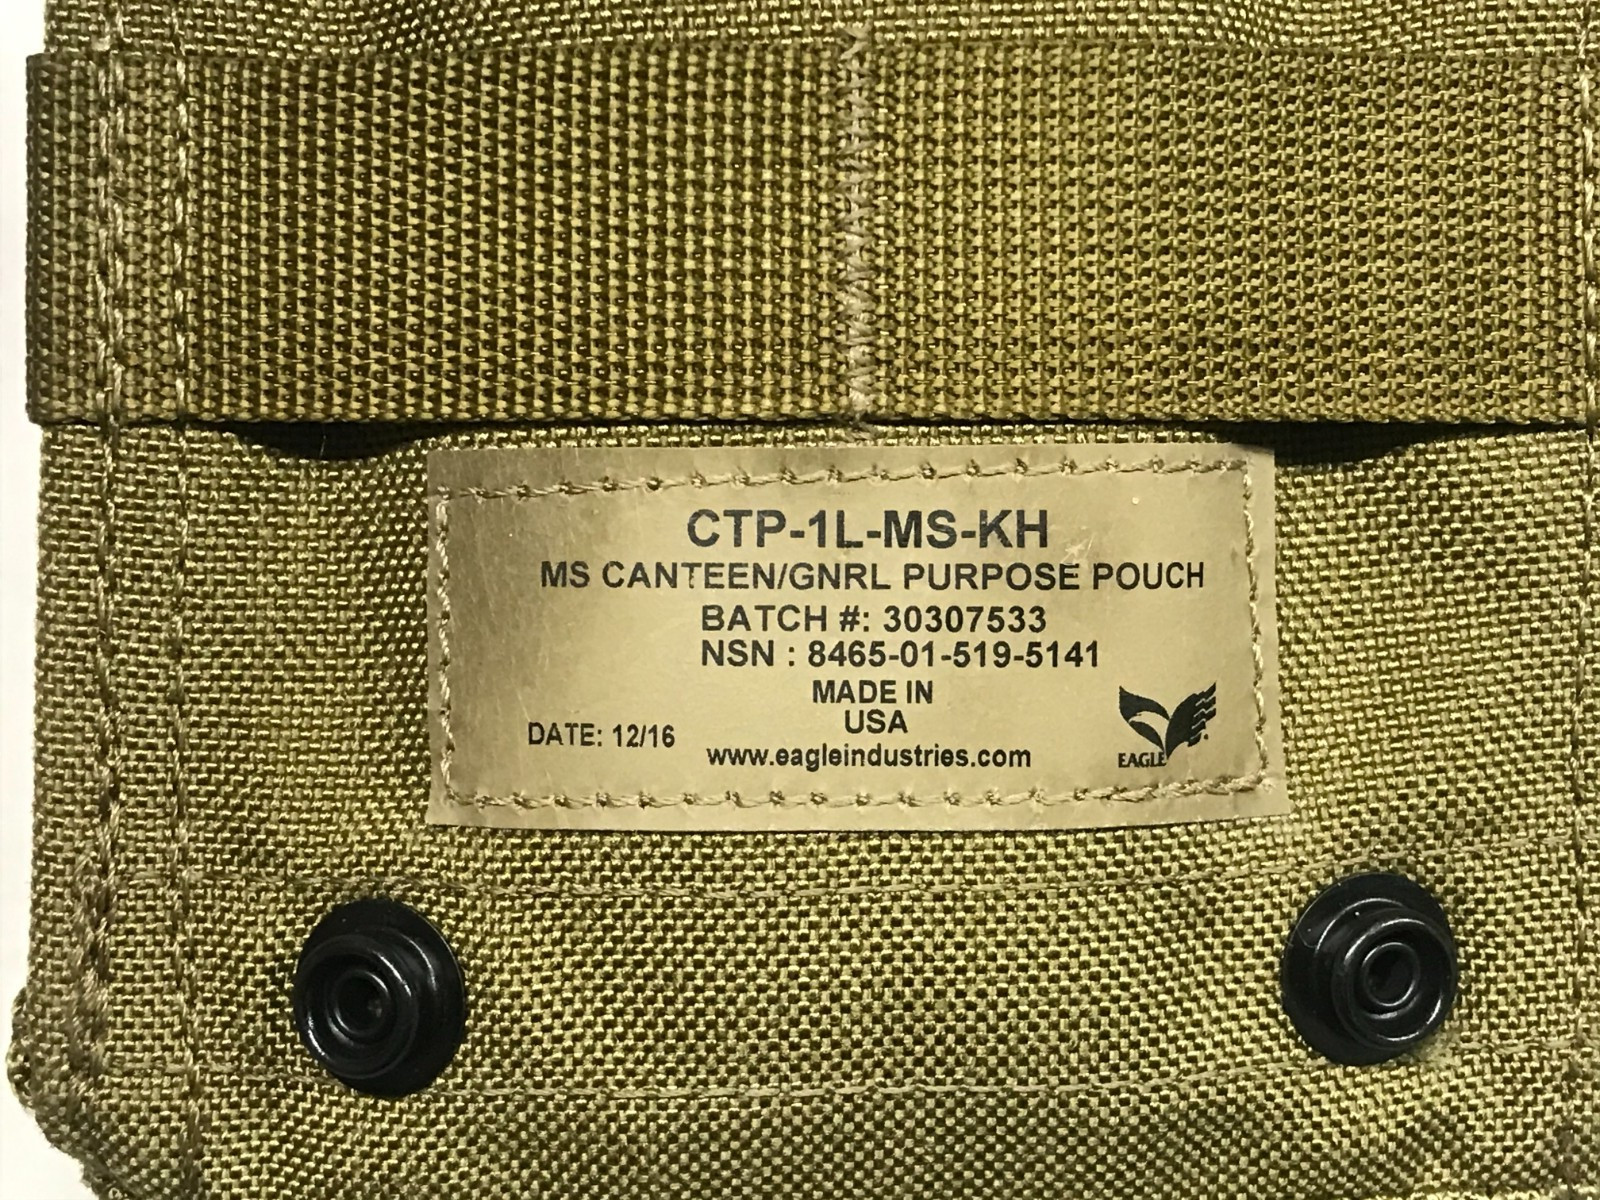 CTP-1L-MS-KH
MS CANTEEN/GNRL PURPOSE POUCH
BATCH #: 30307533
NSN : 8465-01-519-5141
MADE IN
USA
DATE: 12/16
www.eagleindustries.com
EAGLE